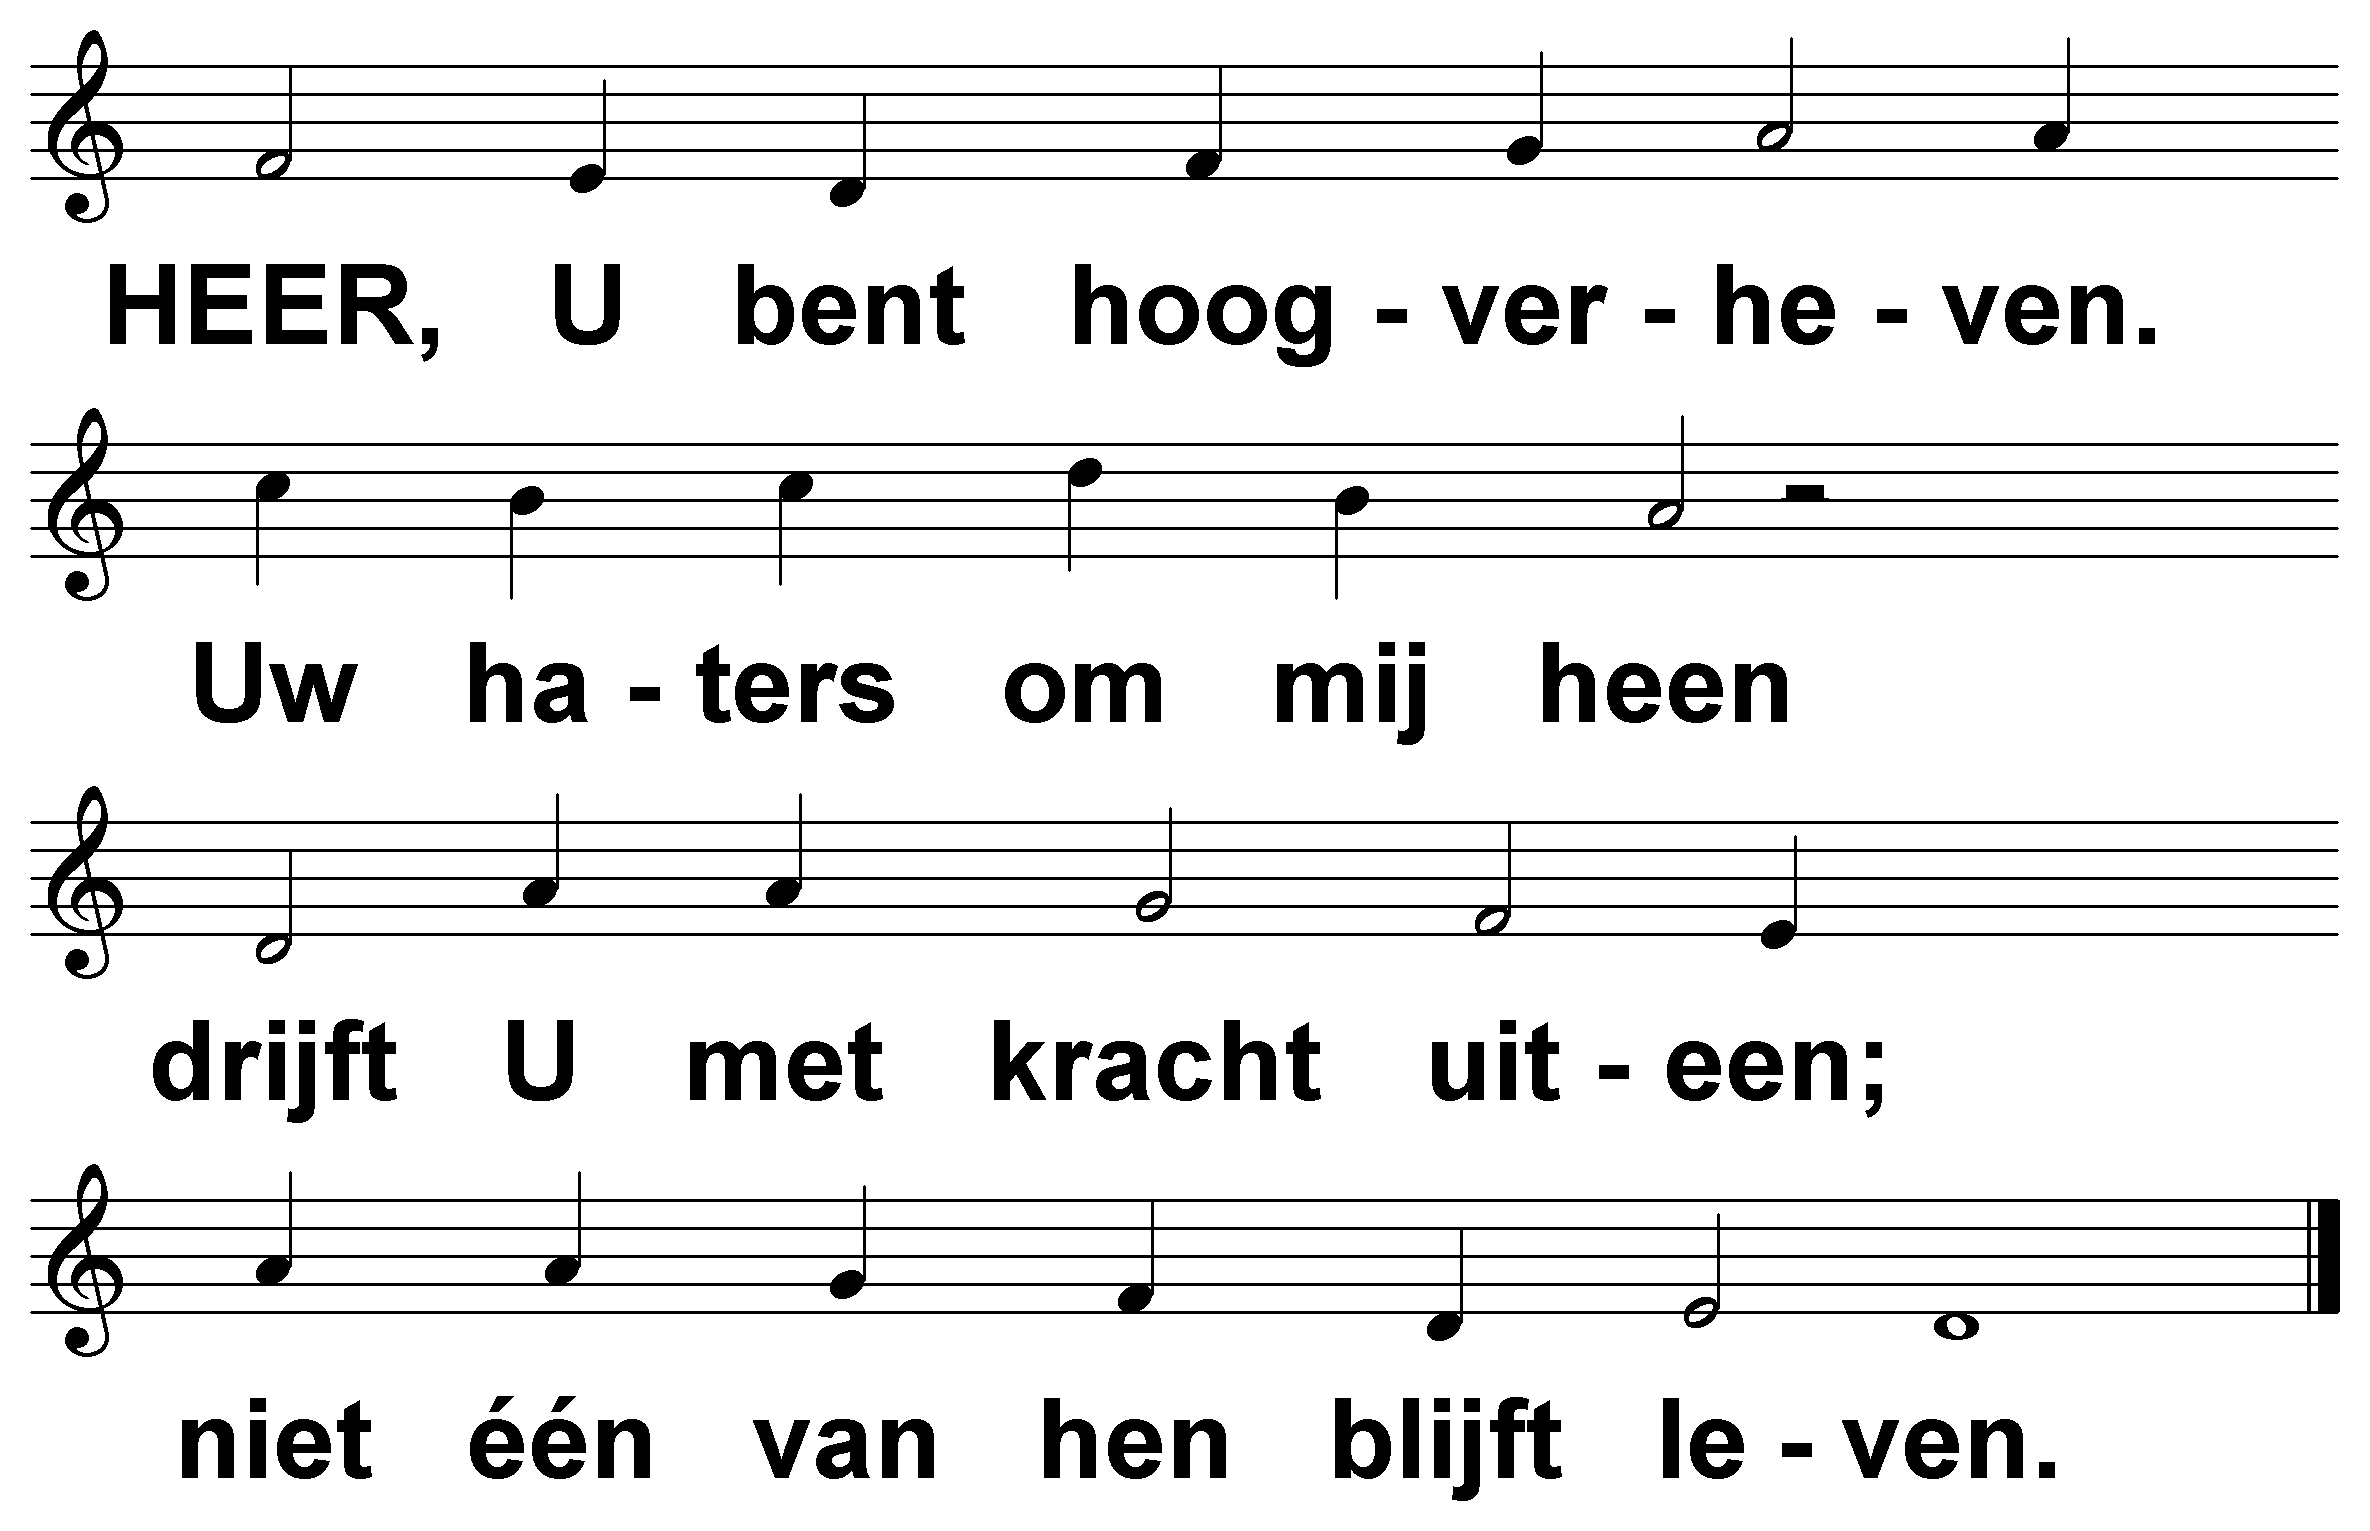 HEER, U bent hoog - ver - he - ven.
Uw ha - ters om mij heen
drijft U met kracht uit - een;
niet één van hen blijft le - ven.